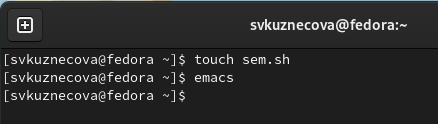 svkuznecova@fedora:~
[svkuznecova@fedora ~]$ touch sem.sh
[svkuznecova@fedora ~]$ emacs
[svkuznecova@fedora ~]$